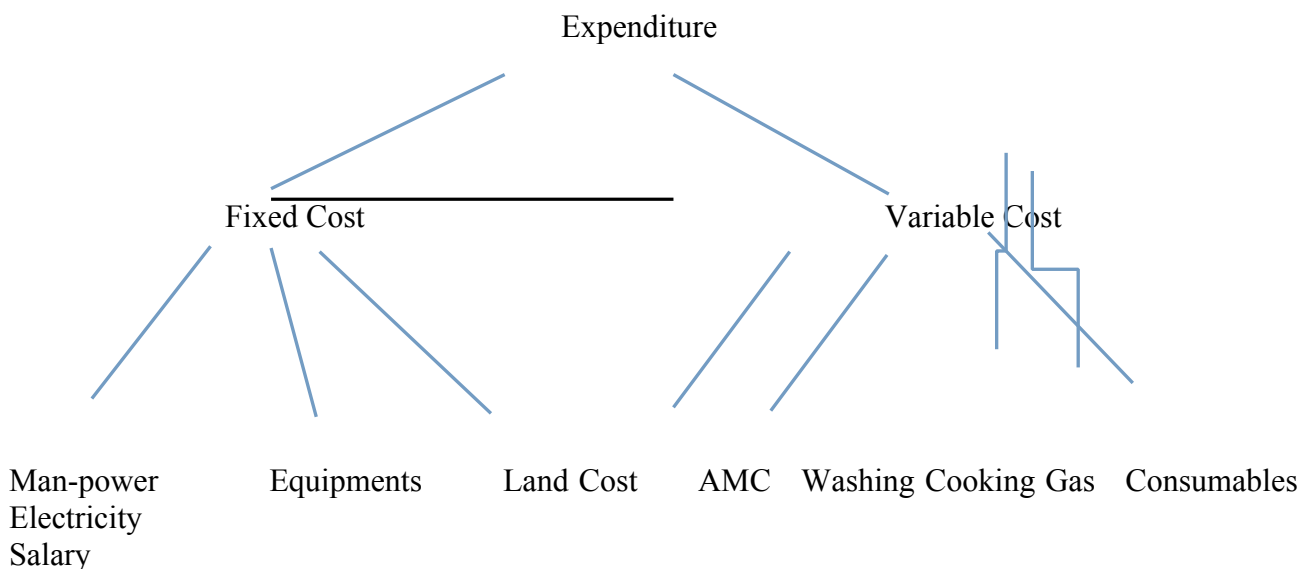 Expenditure
Fixed Cost Variable Cost
Man-power Equipments Land Cost AMC Washing Cooking Gas Consumables
Electricity
Salary